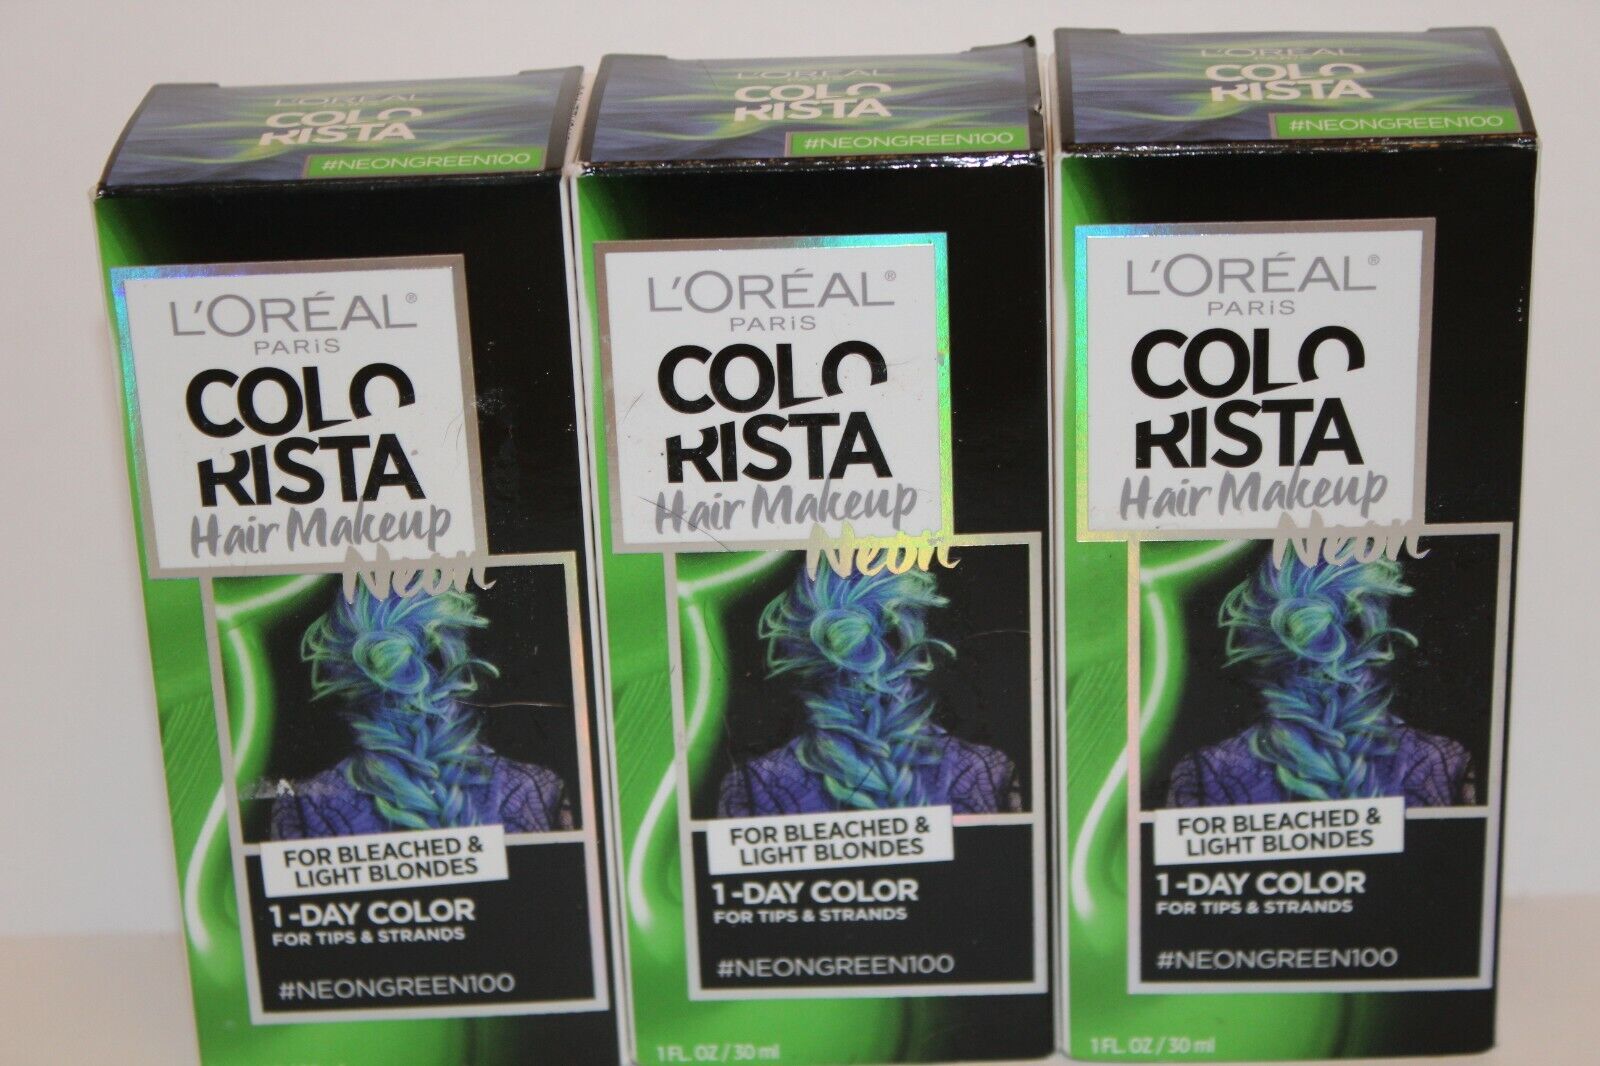 L'ORÉAL
PARIS
COLO
RISTA
#NEONGREEN100
L'ORÉAL®
PARiS
COLO
RISTA
Hair Makeup
Neon
FOR BLEACHED &
LIGHT BLONDES
1-DAY COLOR
FOR TIPS & STRANDS
#NEONGREEN100
L'ORÉAL
PARIS
COLO
RISTA
#NEONGREEN100
L'ORÉAL®
PARiS
COLO
RISTA
Hair Makeup
Neon
FOR BLEACHED &
LIGHT BLONDES
1-DAY COLOR
FOR TIPS & STRANDS
#NEONGREEN100
1 FL. OZ / 30 ml
L'ORÉAL
PARIS
COLO
RISTA
#NEONGREEN100
L'ORÉAL®
PARiS
COLO
RISTA
Hair Makeup
Neon
FOR BLEACHED &
LIGHT BLONDES
1-DAY COLOR
FOR TIPS & STRANDS
#NEONGREEN100
1 FL. OZ / 30 ml